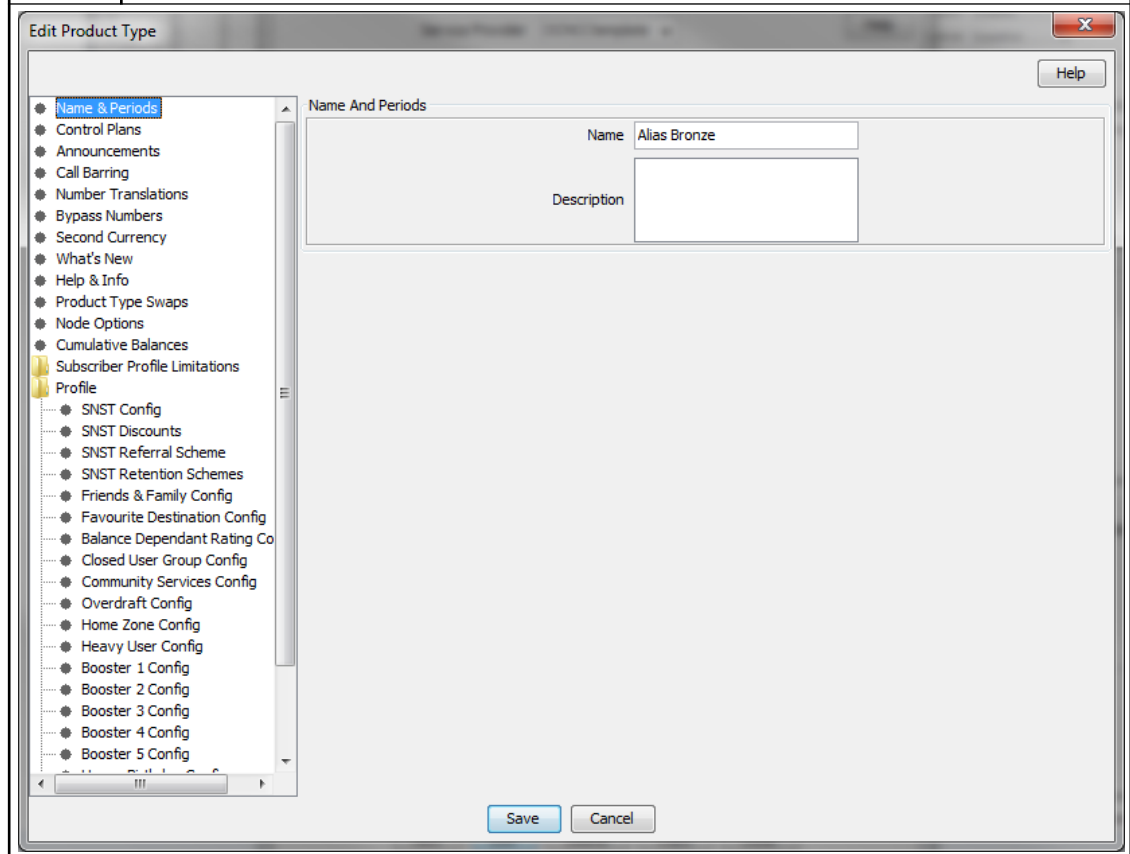 Edit Product Type
Help
Name & Periods
Control Plans
Announcements
Call Barring
Number Translations
Bypass Numbers
Second Currency
What's New
Help & Info
Product Type Swaps
Node Options
Cumulative Balances
Subscriber Profile Limitations
Profile
SNST Config
SNST Discounts
SNST Referral Scheme
SNST Retention Schemes
Friends & Family Config
Favourite Destination Config
Balance Dependant Rating Co
Closed User Group Config
Community Services Config
Overdraft Config
Home Zone Config
Heavy User Config
Booster 1 Config
Booster 2 Config
Booster 3 Config
Booster 4 Config
Booster 5 Config
Name And Periods
Name Alias Bronze
Description
Save Cancel